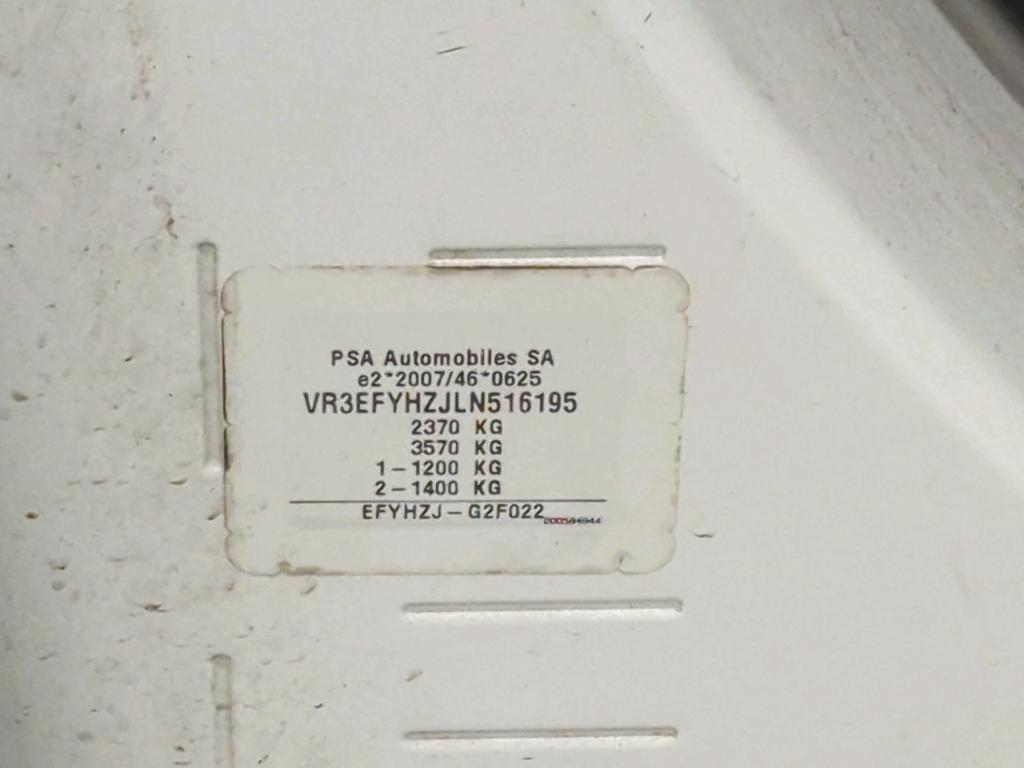 PSA Automobiles SA
e2*2007/46*0625
VR3EFYHZJLN516195
2370 KG
3570 KG
1-1200 KG
2-1400 KG
EFYHZJ-G2F022